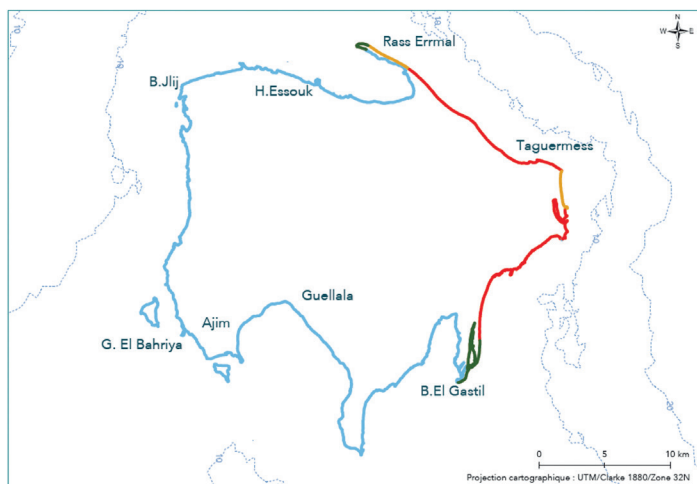 N
W E
S
Rass Errmal
B.Jlij
H.Essouk
Taguermess
Guellala
Ajim
G. El Bahriya
B.El Gastil
0 5 10 km
Projection cartographique : UTM/Clarke 1880/Zone 32N